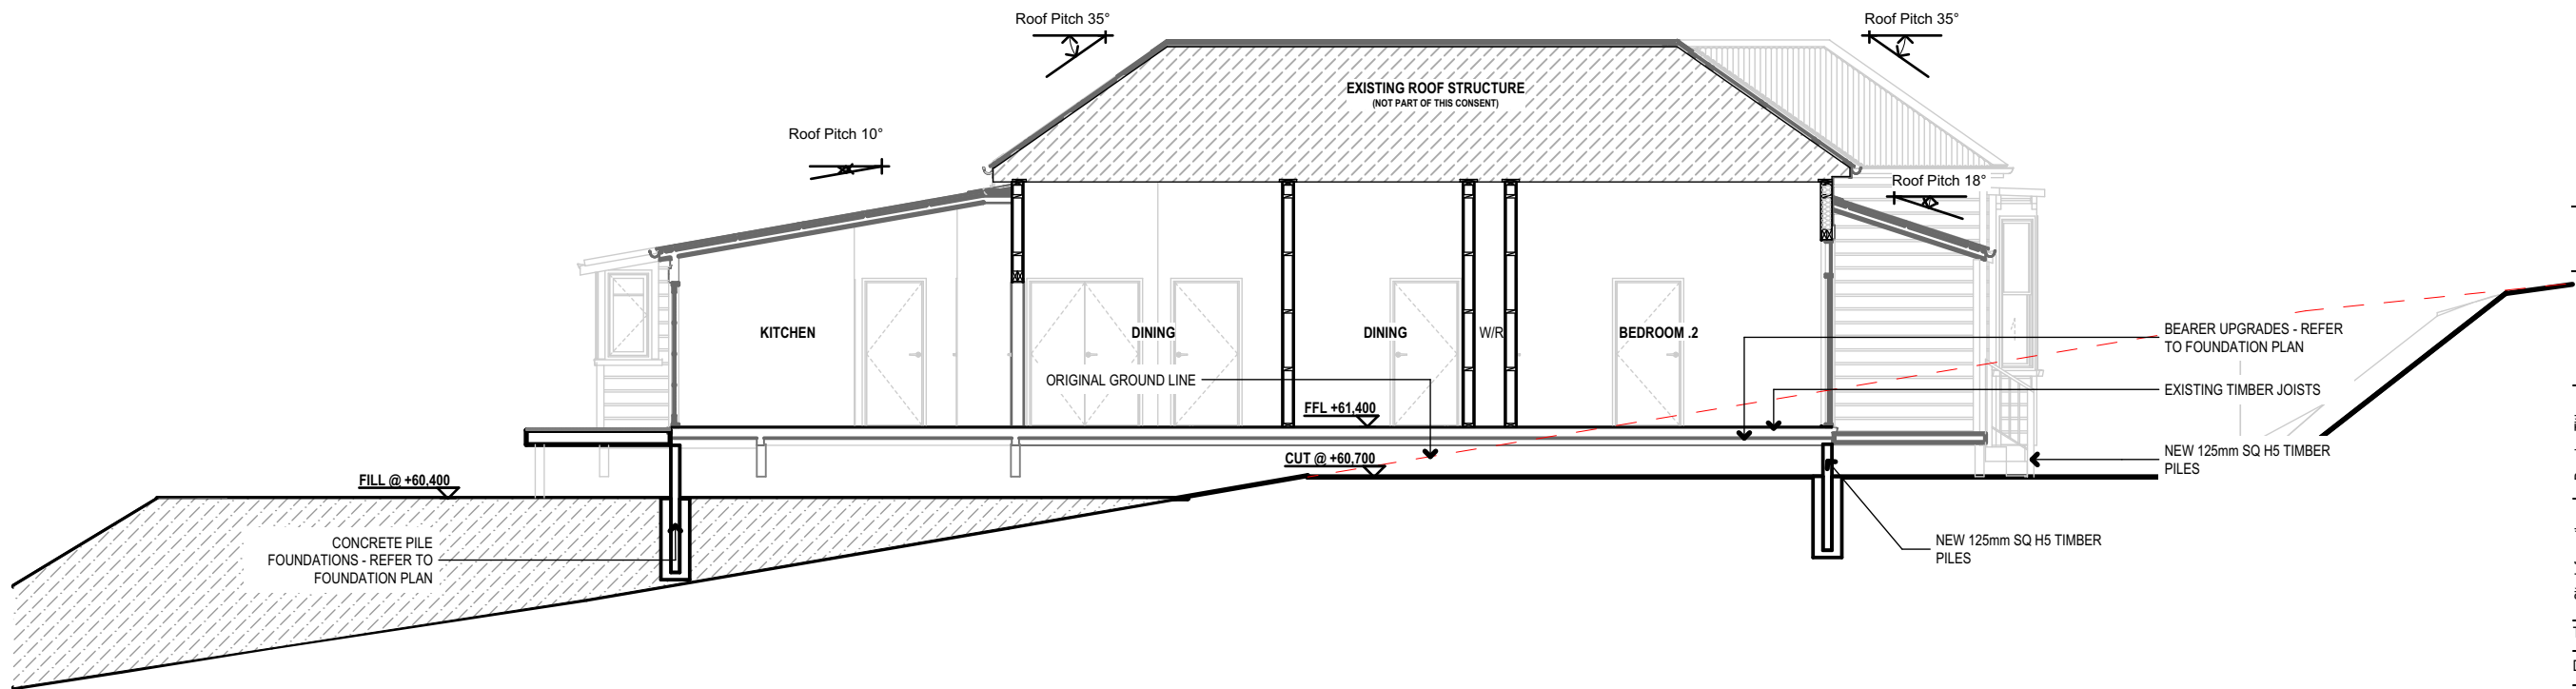 Roof Pitch 35°
Roof Pitch 35°
EXISTING ROOF STRUCTURE
(NOT PART OF THIS CONSENT)
Roof Pitch 10°
Roof Pitch 18°
KITCHEN
DINING
DINING
W/R
BEDROOM .2
BEARER UPGRADES - REFER
TO FOUNDATION PLAN
ORIGINAL GROUND LINE
EXISTING TIMBER JOISTS
FFL +61,400
NEW 125mm SQ H5 TIMBER
PILES
CUT @ +60,700
FILL @ +60,400
CONCRETE PILE
FOUNDATIONS - REFER TO
FOUNDATION PLAN
NEW 125mm SQ H5 TIMBER
PILES